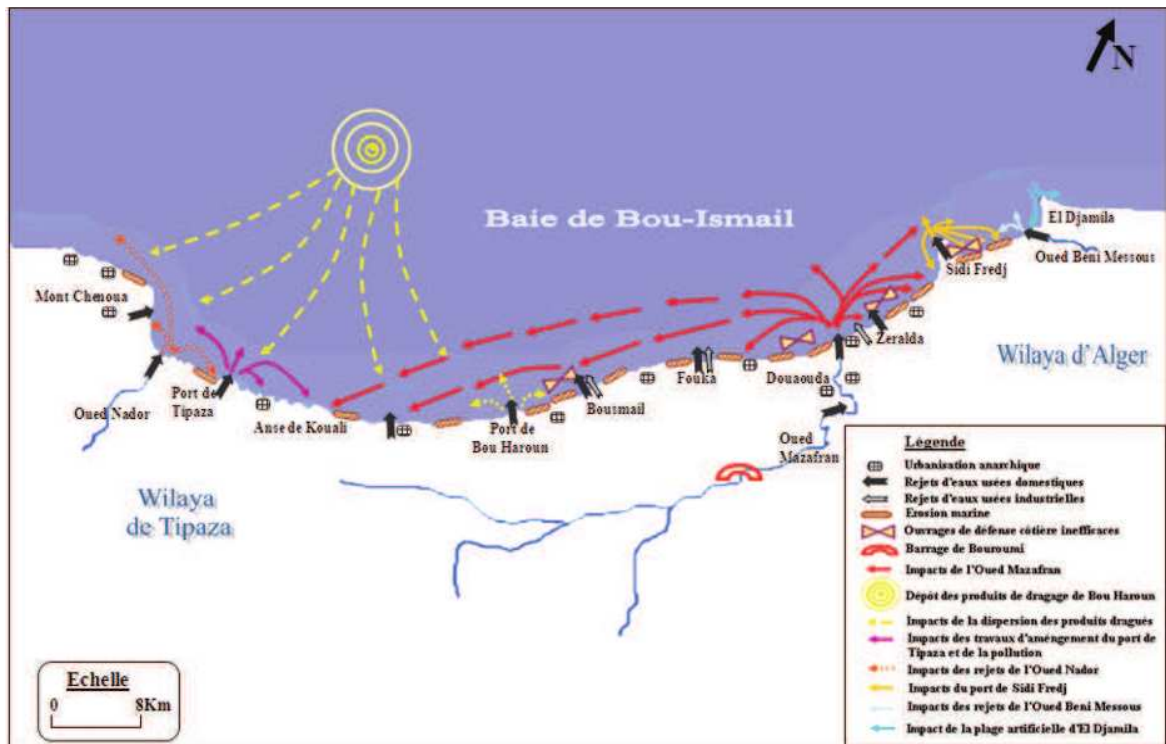 N
Baie de Bou-Ismail
El Djamila
Oued Beni Messous
Sidi Fredj
Mont Chenoua
Zeralda
Wilaya d'Alger
Fouka
Douaouda
Port de
Tipaza
Oued Nador
Bousmail
Anse de Kouali
Port de
Bou Haroun
Oued
Mazafran
Wilaya
de Tipaza
Légende
Urbanisation anarchique
Rejets d'eaux usées domestiques
Rejets d'eaux usées industrielles
Erosion marine
Ouvrages de défense côtière inefficaces
Barrage de Bouroumi
Impacts de l'Oued Mazafran
Dépôt des produits de dragage de Bou Haroun
Impacts de la dispersion des produits dragués
Impacts des travaux d'améngement du port de
Tipaza et de la pollution
Impacts des rejets de l'Oued Nador
Impacts du port de Sidi Fredj
Impacts des rejets de l'Oued Beni Messous
Impact de la plage artificielle d'El Djamila
Echelle
0 8Km